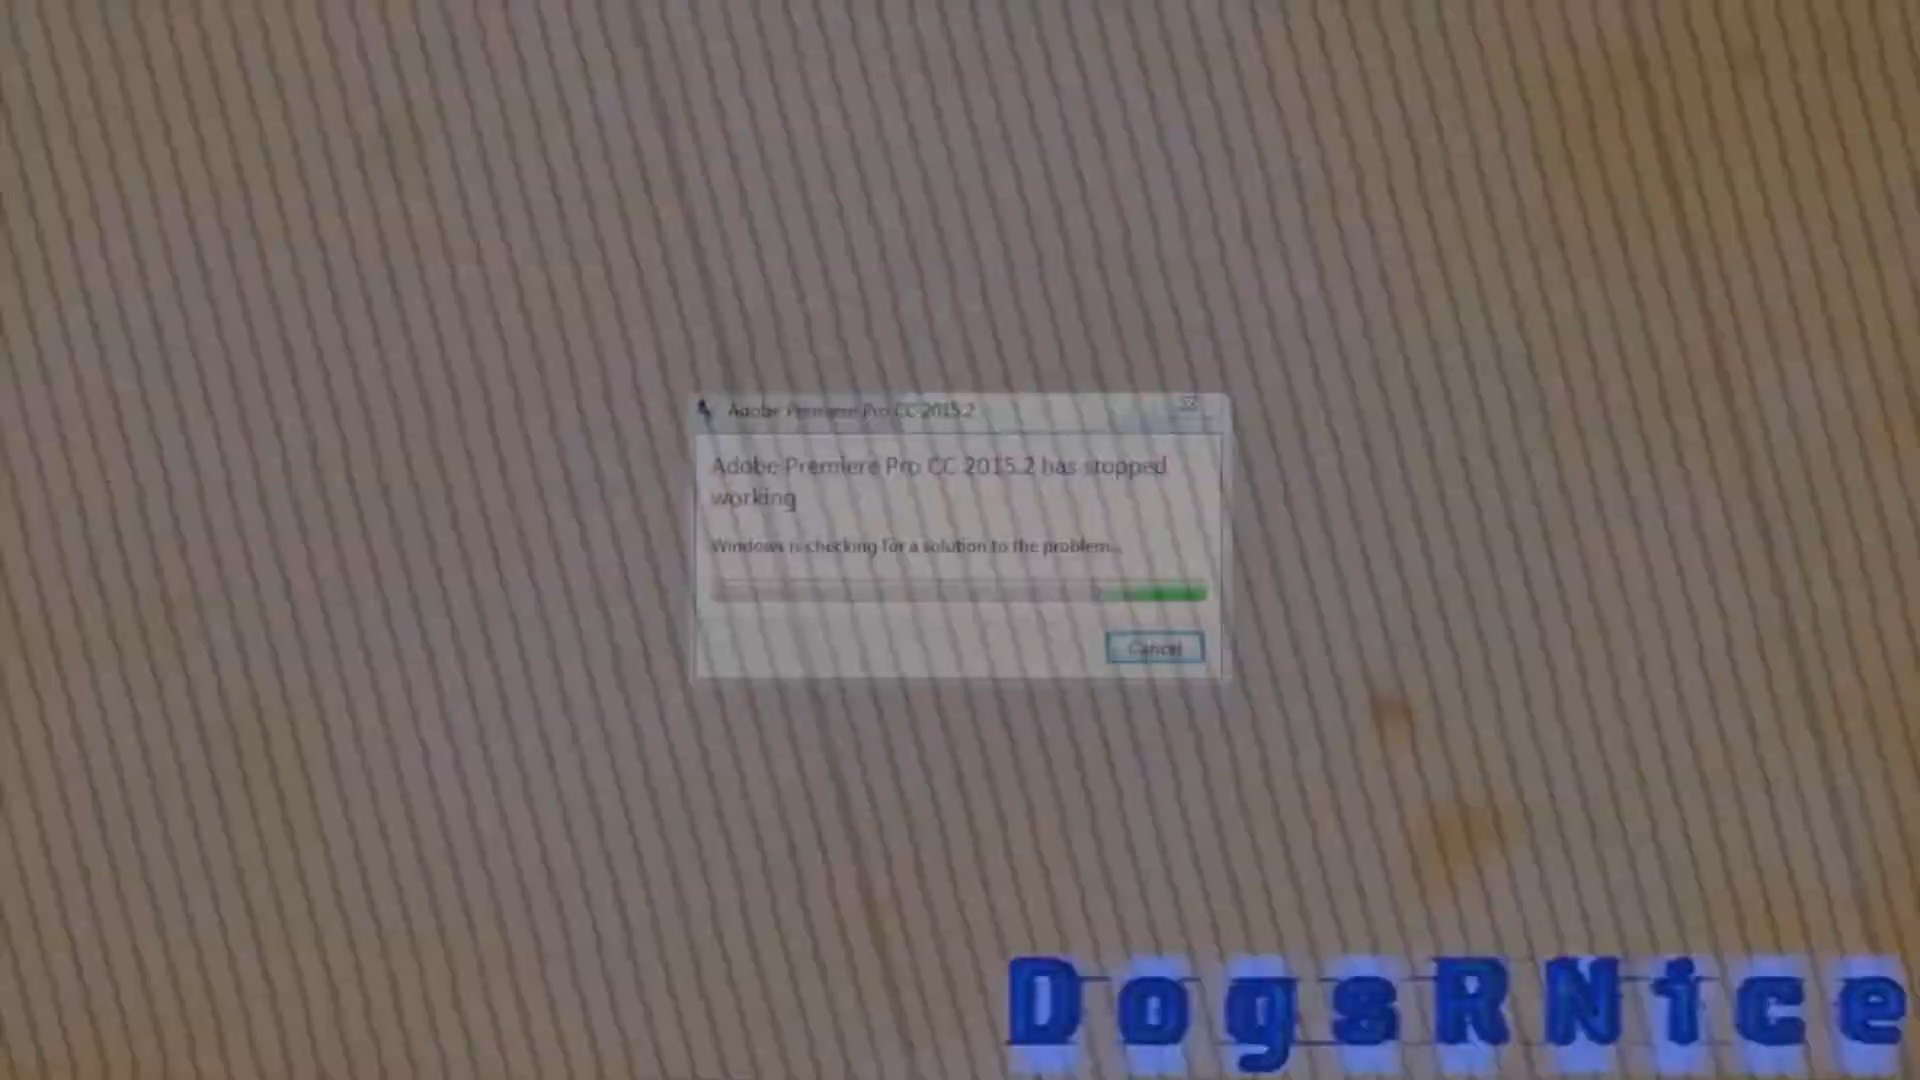 Adobe Premiere Pro CC 2015.2
Adobe Premiere Pro CC 2015.2 has stopped
working
Windows is checking for a solution to the problem...
Cancel
DogsRNice